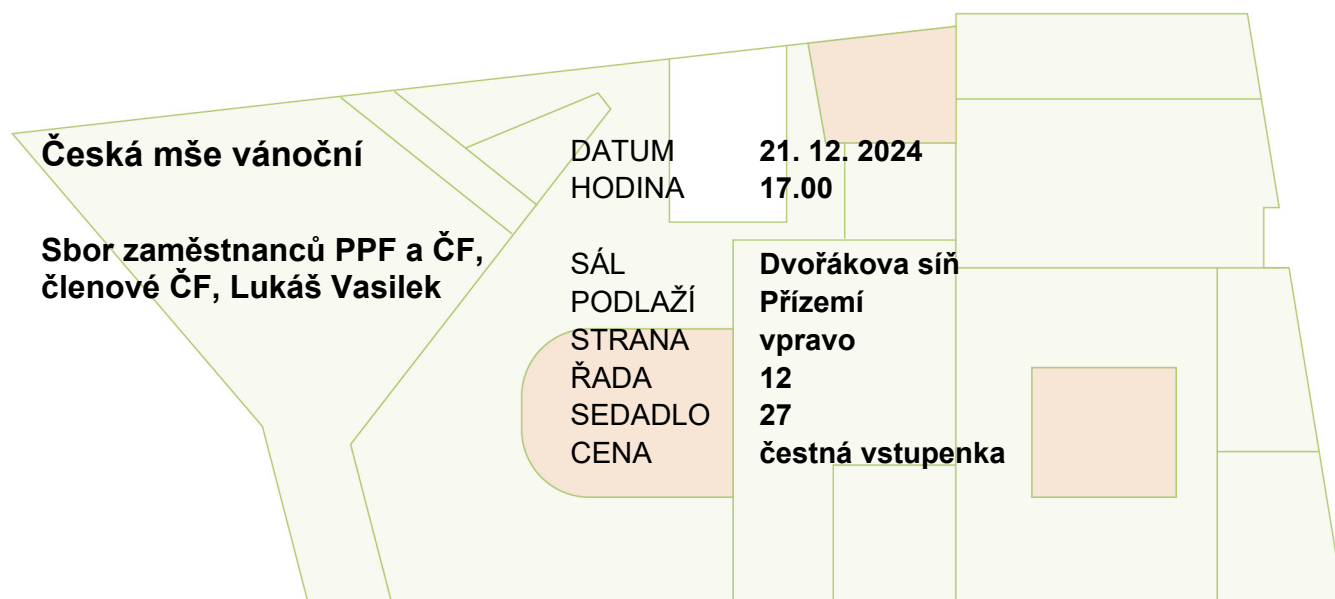 Česká mše vánoční
Sbor zaměstnanců PPF a ČF,
členové ČF, Lukáš Vasilek
DATUM 21. 12. 2024
HODINA 17.00
SÁL Dvořákova síň
PODLAŽÍ Přízemí
STRANA vpravo
ŘADA 12
SEDADLO 27
CENA čestná vstupenka